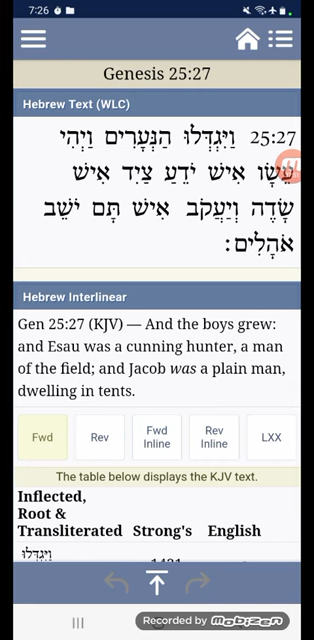 7:26
Genesis 25:27
Hebrew Text (WLC)
25:27 וַיִּגְדְּלוּ הַנְּעָרִים וַיְהִי
עֵשָׂו אִישׁ יֹדֵעַ צַיִד אִישׁ
שָׂדֶה וְיַעֲקֹב אִישׁ תָּם יֹשֵׁב
אֹהָלִים׃
Hebrew Interlinear
Gen 25:27 (KJV) — And the boys grew:
and Esau was a cunning hunter, a man
of the field; and Jacob was a plain man,
dwelling in tents.
Fwd
Rev
Fwd
Inline
Rev
Inline
LXX
The table below displays the KJV text.
Inflected,
Root &
Transliterated Strong's English
וַיִּגְדְּלוּ
Recorded by mobizen